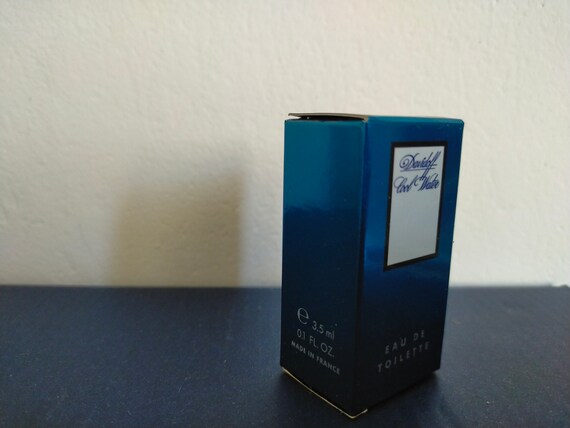 Davidoff
Cool Water
EAU DE
TOILETTE
e 3.5 ml
0.1 FL.OZ.
MADE IN FRANCE